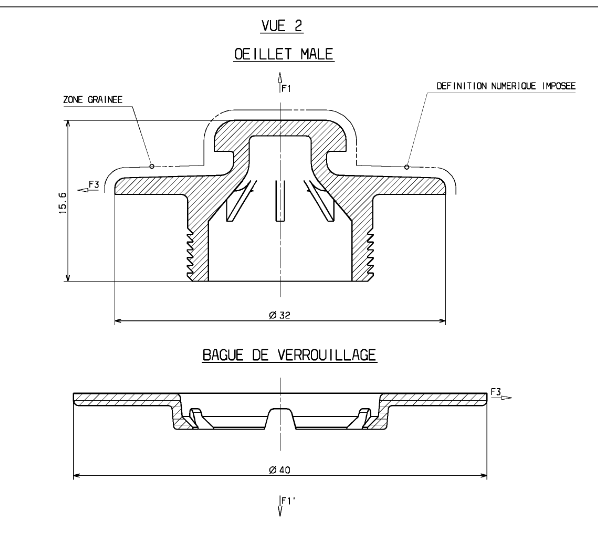 VUE 2
OEILLET MALE
F1
ZONE GRAINEE
DEFINITION NUMERIQUE IMPOSEE
F3
15.6
Ø 32
BAGUE DE VERROUILLAGE
F3
Ø 40
F1'